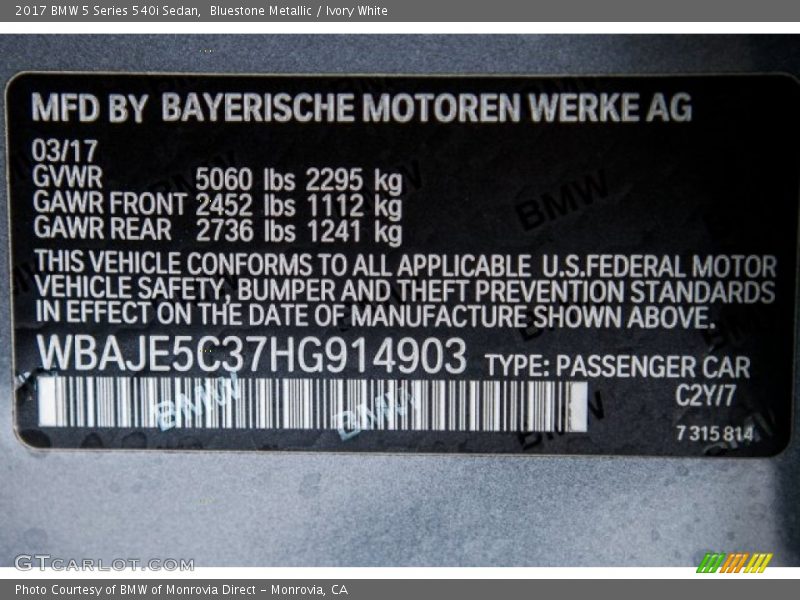 2017 BMW 5 Series 540i Sedan,  Bluestone Metallic / Ivory White
MFD BY BAYERISCHE MOTOREN WERKE AG
03/17
GVWR 5060 lbs 2295 kg
GAWR FRONT 2452 lbs 1112 kg
GAWR REAR 2736 lbs 1241 kg
THIS VEHICLE CONFORMS TO ALL APPLICABLE U.S.FEDERAL MOTOR
VEHICLE SAFETY, BUMPER AND THEFT PREVENTION STANDARDS
IN EFFECT ON THE DATE OF MANUFACTURE SHOWN ABOVE.
WBAJE5C37HG914903 TYPE: PASSENGER CAR
C2Y/7
7 315 814
BMW
BMW
BMW
GTCARLOT.COM
Photo Courtesy of BMW of Monrovia Direct - Monrovia, CA